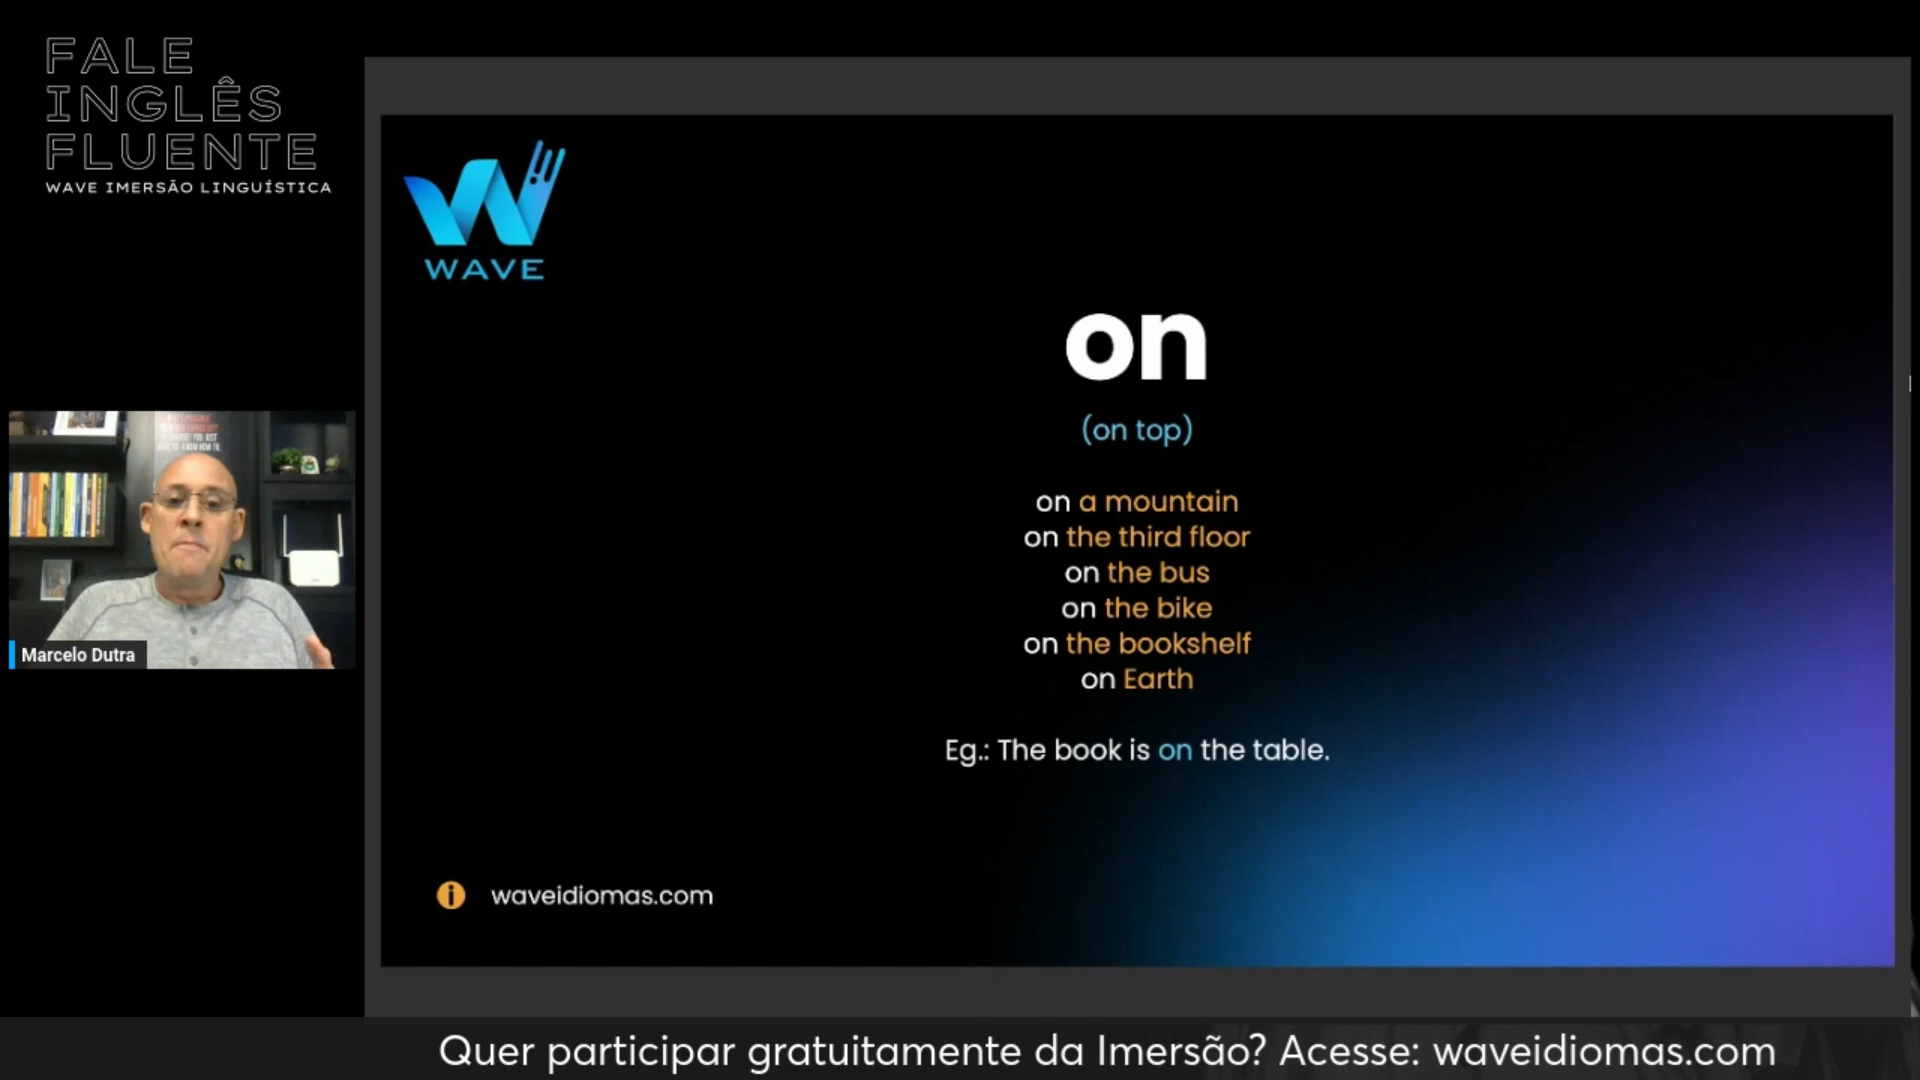 FALE
INGLÊS
FLUENTE
WAVE IMERSÃO LINGUÍSTICA
WAVE
on
(on top)
on a mountain
on the third floor
on the bus
on the bike
on the bookshelf
on Earth
Eg.: The book is on the table.
waveidiomas.com
Marcelo Dutra
Quer participar gratuitamente da Imersão? Acesse: waveidiomas.com